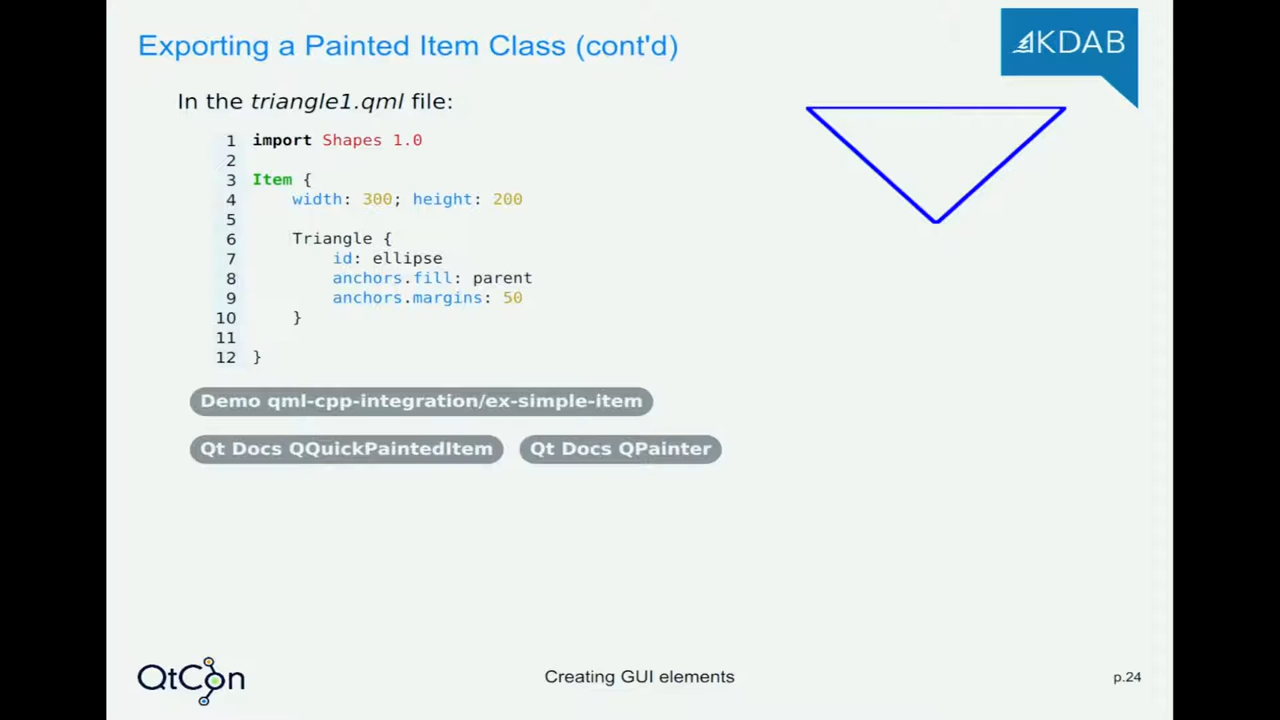 Exporting a Painted Item Class (cont'd)
KDAB
In the triangle1.qml file:
1 import Shapes 1.0
2
3 Item {
4     width: 300; height: 200
5
6     Triangle {
7         id: ellipse
8         anchors.fill: parent
9         anchors.margins: 50
10     }
11
12 }
Demo qml-cpp-integration/ex-simple-item
Qt Docs QQuickPaintedItem Qt Docs QPainter
QtCon
Creating GUI elements
p.24